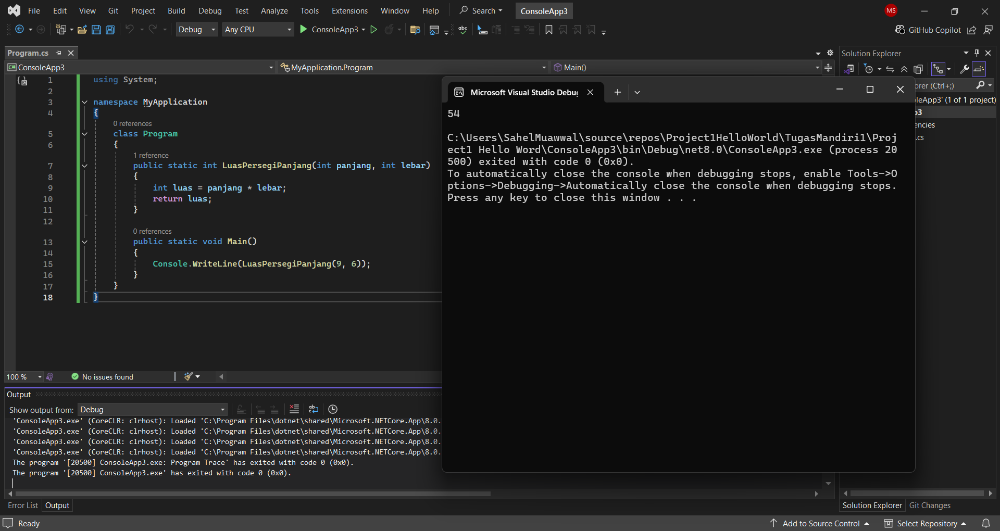 File Edit View Git Project Build Debug Test Analyze Tools Extensions Window Help Search ConsoleApp3 MS
Debug Any CPU ConsoleApp3 GitHub Copilot
Program.cs
ConsoleApp3 MyApplication.Program Main()
1 using System;
2
3 namespace MyApplication
4 {
0 references
5 class Program
6 {
1 reference
7 public static int LuasPersegiPanjang(int panjang, int lebar)
8 {
9 int luas = panjang * lebar;
10 return luas;
11 }
12
0 references
13 public static void Main()
14 {
15 Console.WriteLine(LuasPersegiPanjang(9, 6));
16 }
17 }
18 }
100 % No issues found
Microsoft Visual Studio Debu
54
C:\Users\SahelMuawwal\source\repos\Project1HelloWorld\TugasMandiri1\Proj
ect1 Hello Word\ConsoleApp3\bin\Debug\net8.0\ConsoleApp3.exe (process 20
500) exited with code 0 (0x0).
To automatically close the console when debugging stops, enable Tools->O
ptions->Debugging->Automatically close the console when debugging stops.
Press any key to close this window . . .
Solution Explorer
orer (Ctrl+;)
leApp3' (1 of 1 project)
p3
encies
.cs
Output
Show output from: Debug
'ConsoleApp3.exe' (CoreCLR: clrhost): Loaded 'C:\Program Files\dotnet\shared\Microsoft.NETCore.App\8.0.
'ConsoleApp3.exe' (CoreCLR: clrhost): Loaded 'C:\Program Files\dotnet\shared\Microsoft.NETCore.App\8.0.
'ConsoleApp3.exe' (CoreCLR: clrhost): Loaded 'C:\Program Files\dotnet\shared\Microsoft.NETCore.App\8.0.
'ConsoleApp3.exe' (CoreCLR: clrhost): Loaded 'C:\Program Files\dotnet\shared\Microsoft.NETCore.App\8.0.
The program '[20500] ConsoleApp3.exe: Program Trace' has exited with code 0 (0x0).
The program '[20500] ConsoleApp3.exe' has exited with code 0 (0x0).
Error List Output
Solution Explorer Git Changes
Ready Add to Source Control Select Repository